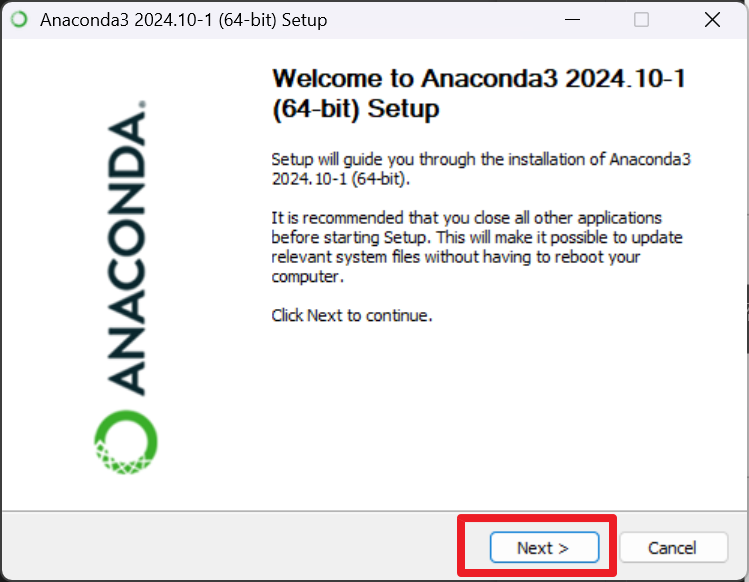 Anaconda3 2024.10-1 (64-bit) Setup
Welcome to Anaconda3 2024.10-1
(64-bit) Setup
Setup will guide you through the installation of Anaconda3
2024.10-1 (64-bit).
It is recommended that you close all other applications
before starting Setup. This will make it possible to update
relevant system files without having to reboot your
computer.
Click Next to continue.
ANACONDA.
Next >
Cancel